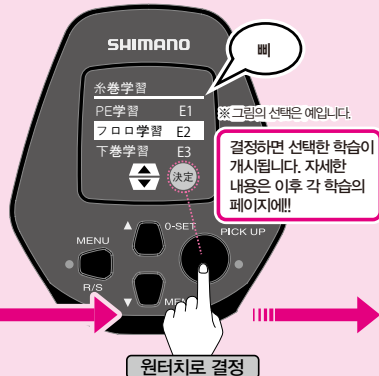 SHIMANO
삐
糸巻学習
PE学習 E1
フロロ学習 E2
下巻学習 E3
決定
※ 그림의 선택은 예입니다.
결정하면 선택한 학습이
개시됩니다. 자세한
내용은 이후 각 학습의
페이지에!!
0-SET
PICK UP
MENU
R/S
MEN
원터치로 결정